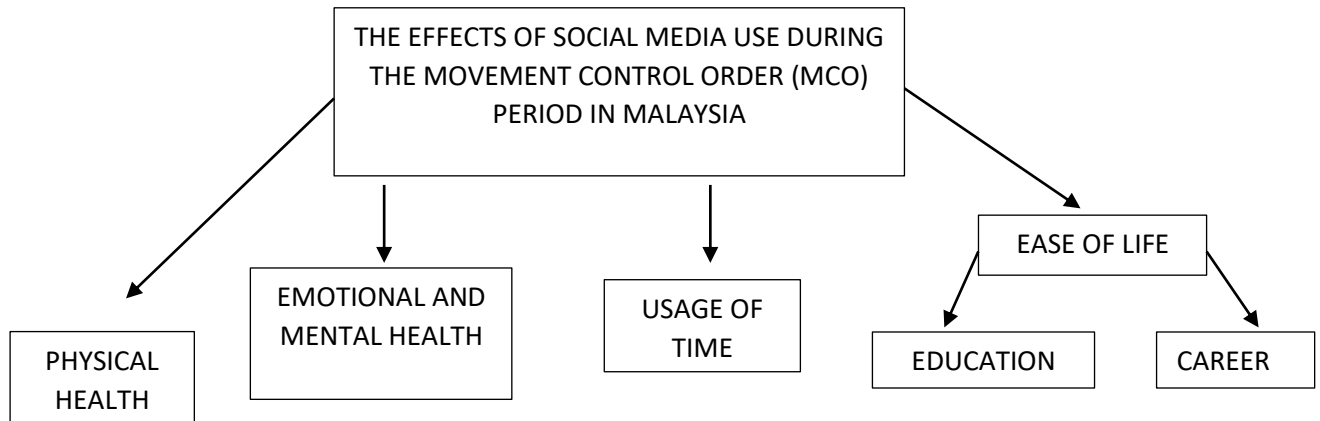 THE EFFECTS OF SOCIAL MEDIA USE DURING
THE MOVEMENT CONTROL ORDER (MCO)
PERIOD IN MALAYSIA
EASE OF LIFE
EMOTIONAL AND
MENTAL HEALTH
USAGE OF
TIME
PHYSICAL
HEALTH
EDUCATION
CAREER